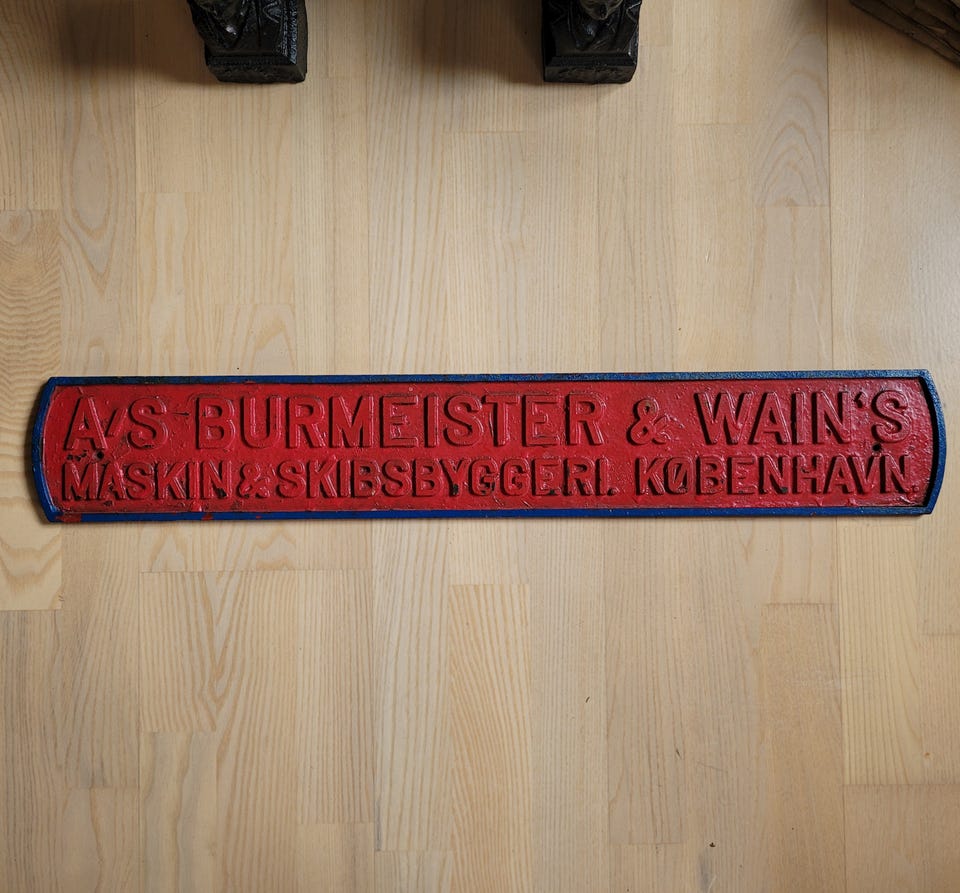 A/S BURMEISTER & WAIN'S
MASKIN & SKIBSBYGGERI. KØBENHAVN.